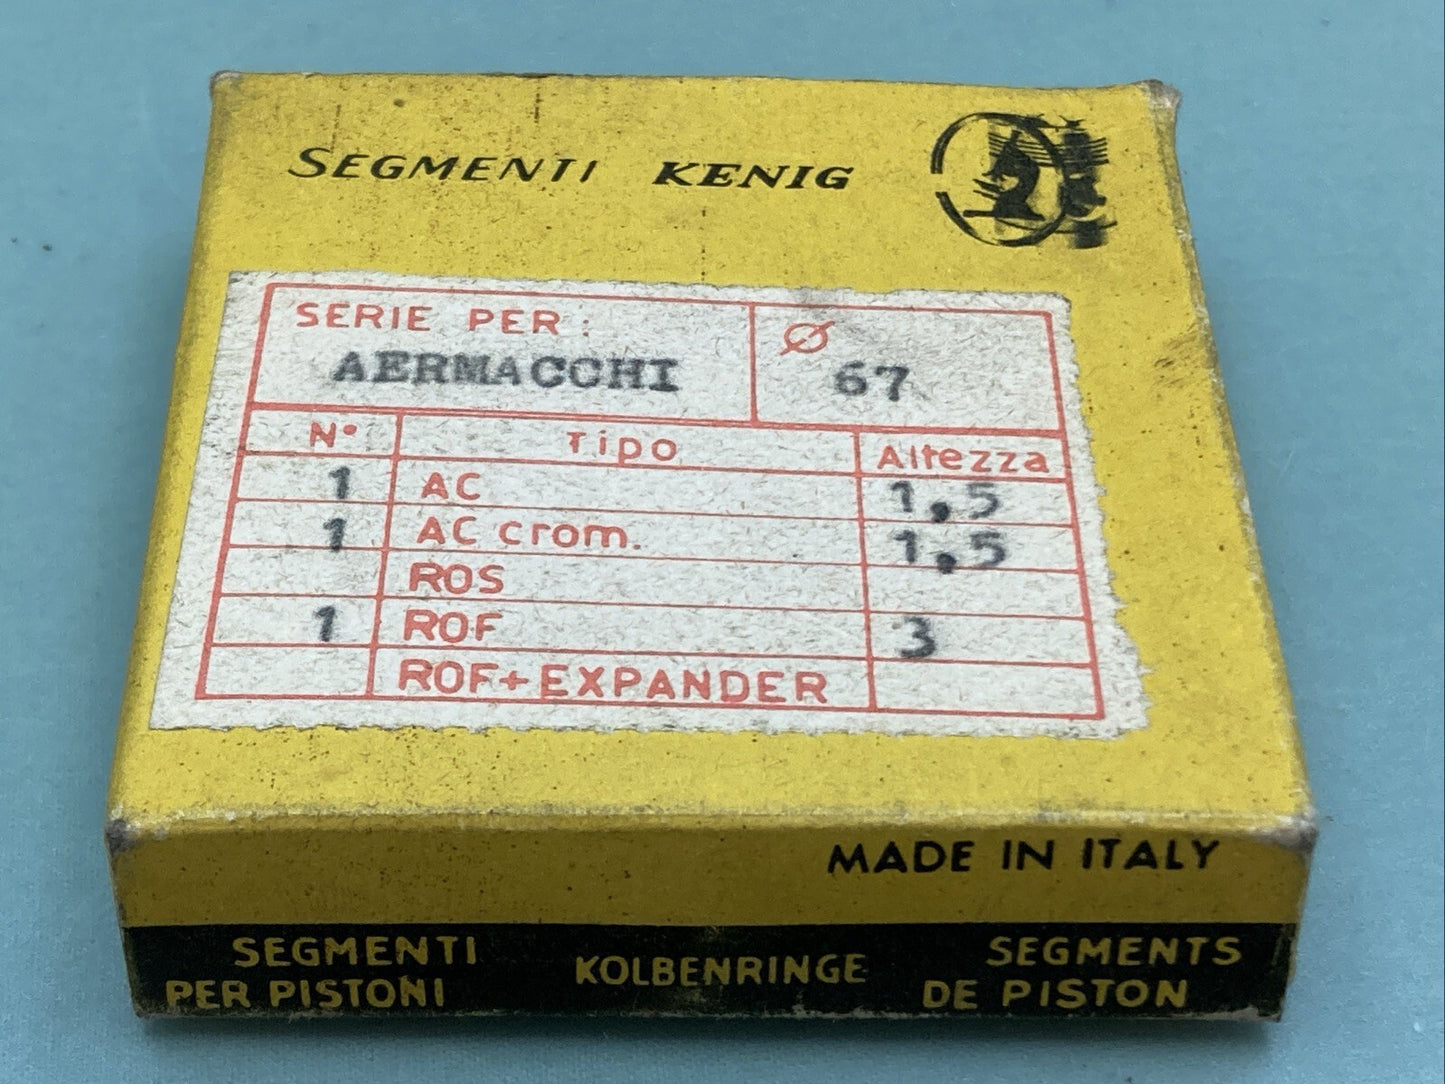 SEGMENTI KENIG
SERIE PER: Ø
AERMACCHI 67
N° Tipo Altezza
1 AC 1,5
1 AC crom. 1,5
ROS
1 ROF 3
ROF+EXPANDER
MADE IN ITALY
SEGMENTI PER PISTONI
KOLBENRINGE
SEGMENTS DE PISTON